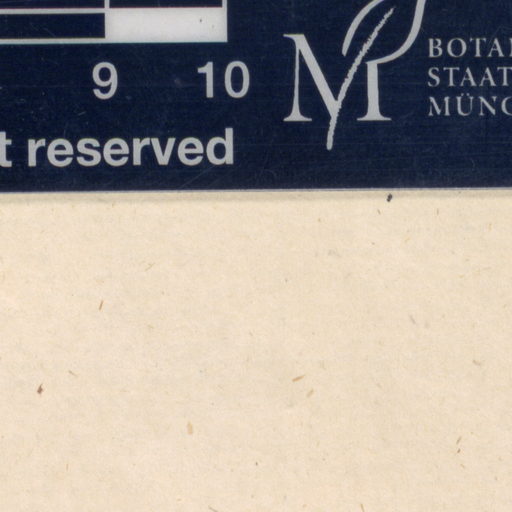 9 10
t reserved
M
BOTA
STAAT
MÜNC